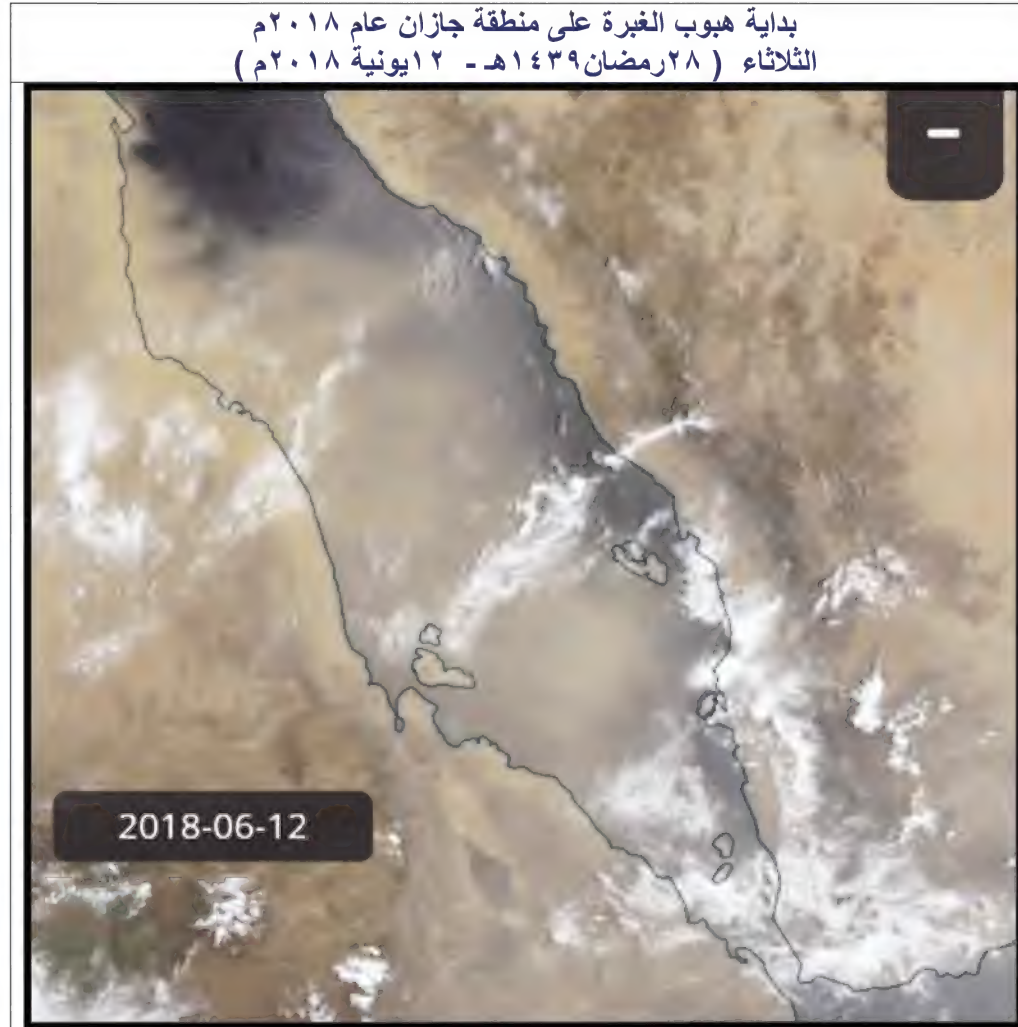 بداية هبوب الغبرة على منطقة جازان عام ٢٠١٨م
الثلاثاء ( ٢٨رمضان١٤٣٩هـ - ١٢يونية ٢٠١٨م )
2018-06-12